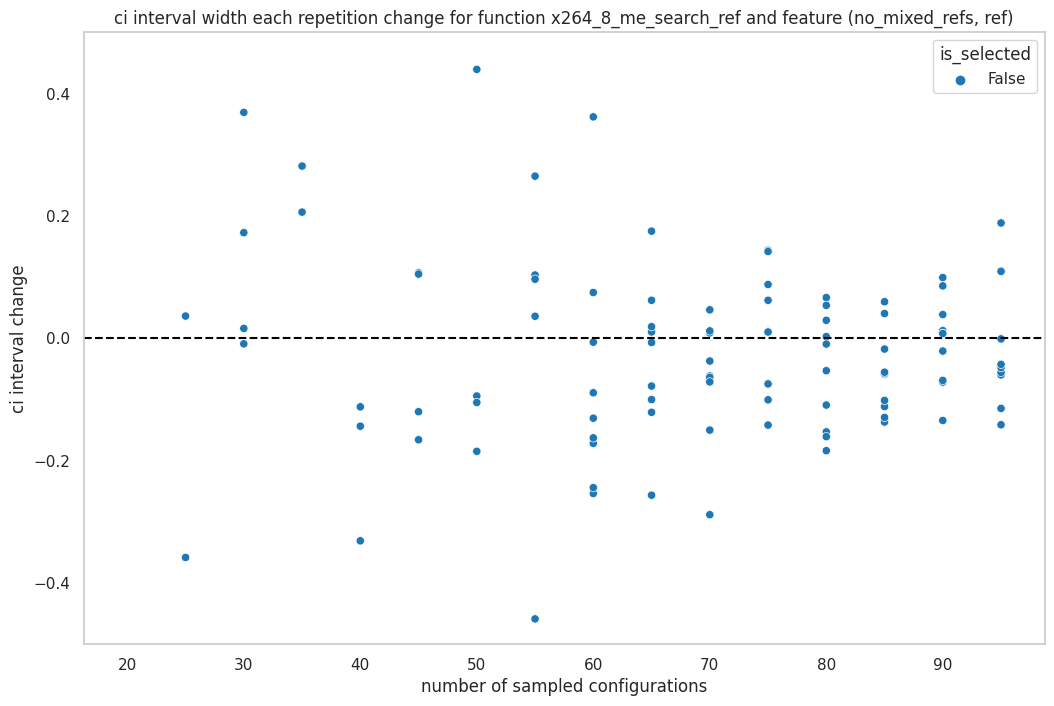 ci interval width each repetition change for function x264_8_me_search_ref and feature (no_mixed_refs, ref)
is_selected
False
ci interval change
0.4
0.2
0.0
−0.2
−0.4
20 30 40 50 60 70 80 90
number of sampled configurations